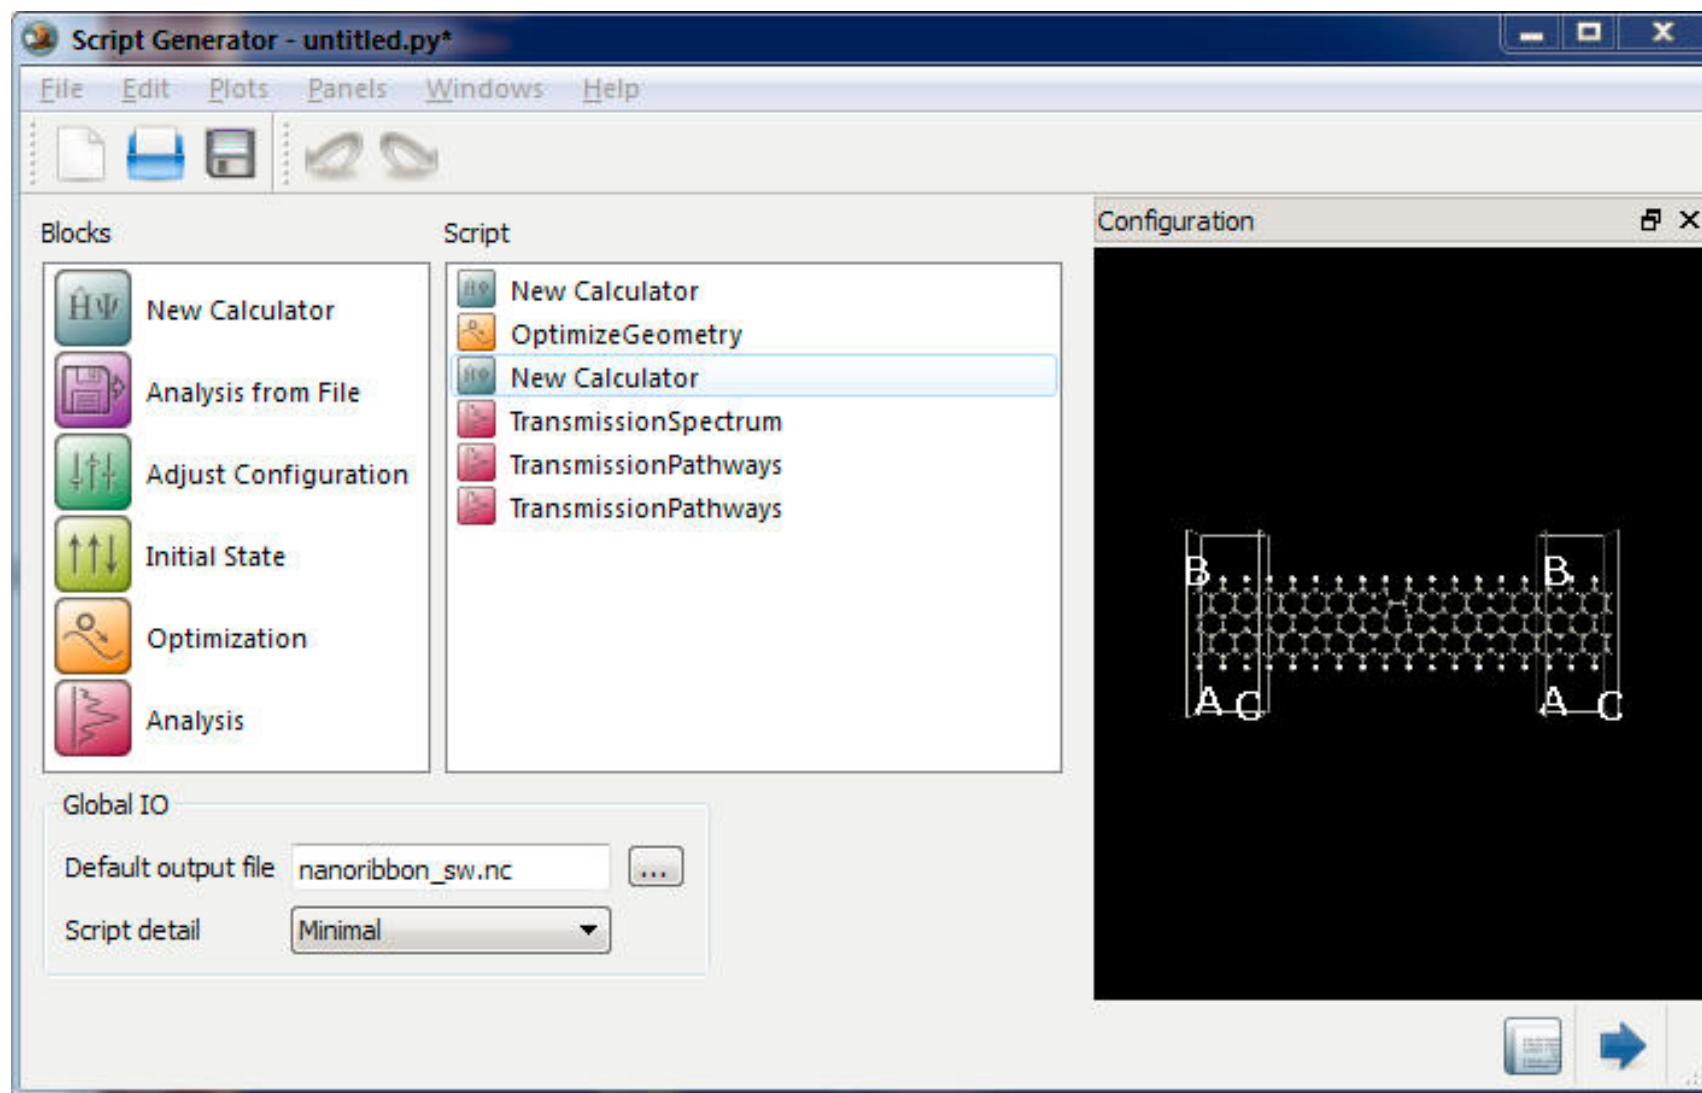 Script Generator - untitled.py*
File Edit Plots Panels Windows Help
Blocks
Script
Configuration
ĤΨ New Calculator
Analysis from File
Adjust Configuration
Initial State
Optimization
Analysis
New Calculator
OptimizeGeometry
New Calculator
TransmissionSpectrum
TransmissionPathways
TransmissionPathways
B B
A C A C
Global IO
Default output file nanoribbon_sw.nc ...
Script detail Minimal